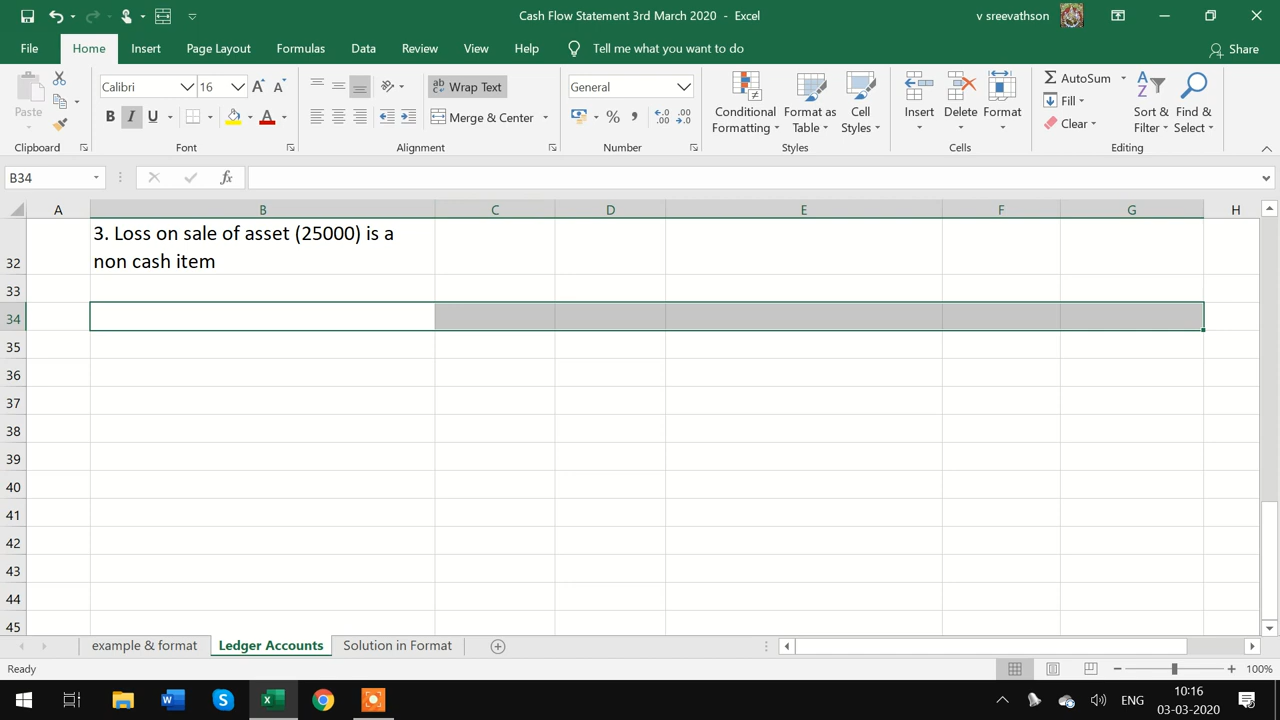 Cash Flow Statement 3rd March 2020 - Excel
v sreevathson
File Home Insert Page Layout Formulas Data Review View Help Tell me what you want to do Share
Paste
Calibri 16
B I U
ab Wrap Text
Merge & Center
General
% ,
Conditional Formatting
Format as Table
Cell Styles
Insert Delete Format
AutoSum
Fill
Clear
Sort & Filter
Find & Select
Clipboard Font Alignment Number Styles Cells Editing
B34 fx
A B C D E F G H
3. Loss on sale of asset (25000) is a
32 non cash item
33
34
35
36
37
38
39
40
41
42
43
44
45
example & format Ledger Accounts Solution in Format
Ready 100%
ENG 10:16
03-03-2020